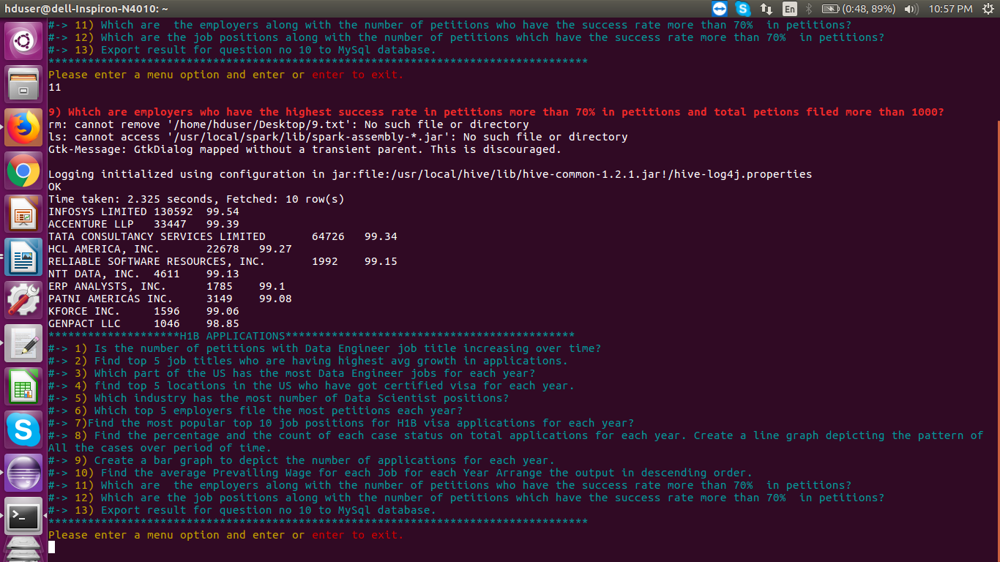 hduser@dell-Inspiron-N4010: ~
En
(0:48, 89%)
10:57 PM
#-> 11) Which are  the employers along with the number of petitions who have the success rate more than 70%  in petitions?
#-> 12) Which are the job positions along with the number of petitions which have the success rate more than 70%  in petitions?
#-> 13) Export result for question no 10 to MySql database.
**********************************************************************************
Please enter a menu option and enter or enter to exit.
11
9) Which are employers who have the highest success rate in petitions more than 70% in petitions and total petions filed more than 1000?
rm: cannot remove '/home/hduser/Desktop/9.txt': No such file or directory
ls: cannot access '/usr/local/spark/lib/spark-assembly-*.jar': No such file or directory
Gtk-Message: GtkDialog mapped without a transient parent. This is discouraged.
Logging initialized using configuration in jar:file:/usr/local/hive/lib/hive-common-1.2.1.jar!/hive-log4j.properties
OK
Time taken: 2.325 seconds, Fetched: 10 row(s)
INFOSYS LIMITED 130592  99.54
ACCENTURE LLP   33447   99.39
TATA CONSULTANCY SERVICES LIMITED       64726   99.34
HCL AMERICA, INC.       22678   99.27
RELIABLE SOFTWARE RESOURCES, INC.       1992    99.15
NTT DATA, INC.  4611    99.13
ERP ANALYSTS, INC.      1785    99.1
PATNI AMERICAS INC.     3149    99.08
KFORCE INC.     1596    99.06
GENPACT LLC     1046    98.85
********************H1B APPLICATIONS********************************************
#-> 1) Is the number of petitions with Data Engineer job title increasing over time?
#-> 2) Find top 5 job titles who are having highest avg growth in applications.
#-> 3) Which part of the US has the most Data Engineer jobs for each year?
#-> 4) find top 5 locations in the US who have got certified visa for each year.
#-> 5) Which industry has the most number of Data Scientist positions?
#-> 6) Which top 5 employers file the most petitions each year?
#-> 7)Find the most popular top 10 job positions for H1B visa applications for each year?
#-> 8) Find the percentage and the count of each case status on total applications for each year. Create a line graph depicting the pattern of
All the cases over period of time.
#-> 9) Create a bar graph to depict the number of applications for each year.
#-> 10) Find the average Prevailing Wage for each Job for each Year Arrange the output in descending order.
#-> 11) Which are  the employers along with the number of petitions who have the success rate more than 70%  in petitions?
#-> 12) Which are the job positions along with the number of petitions which have the success rate more than 70%  in petitions?
#-> 13) Export result for question no 10 to MySql database.
**********************************************************************************
Please enter a menu option and enter or enter to exit.